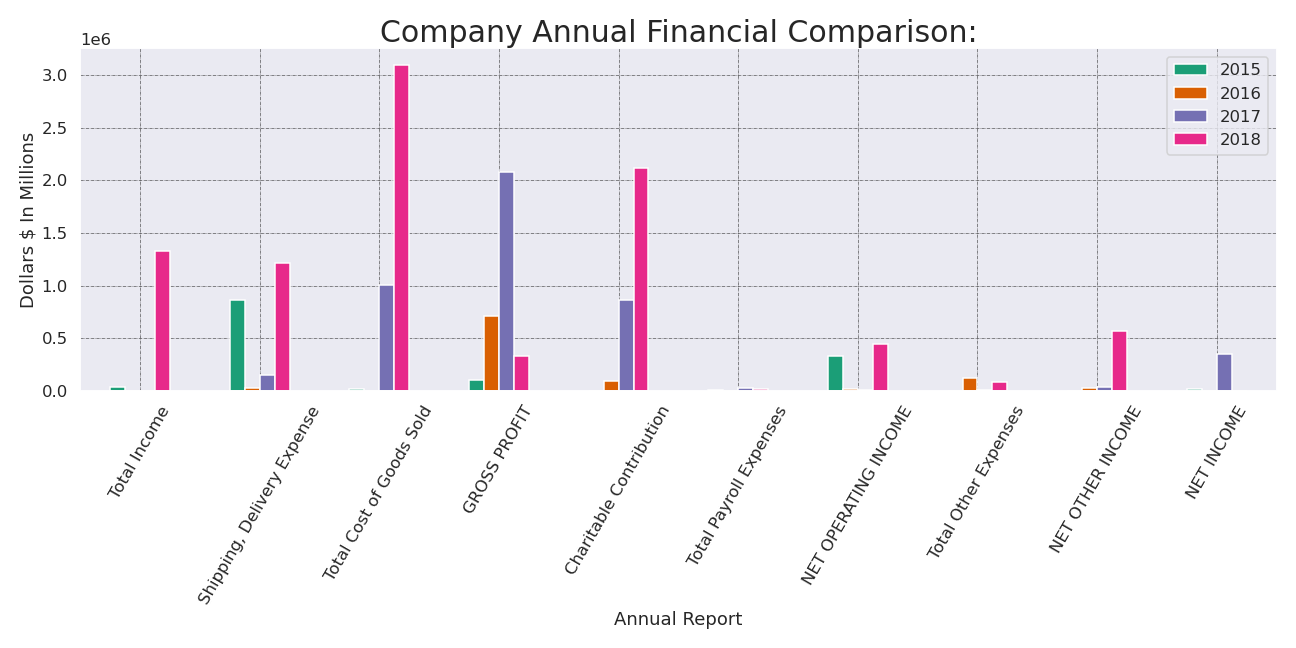 Company Annual Financial Comparison:
1e6
3.0
2.5
2.0
1.5
1.0
0.5
0.0
Dollars $ In Millions
2015
2016
2017
2018
Total Income
Shipping, Delivery Expense
Total Cost of Goods Sold
GROSS PROFIT
Charitable Contribution
Total Payroll Expenses
NET OPERATING INCOME
Total Other Expenses
NET OTHER INCOME
NET INCOME
Annual Report